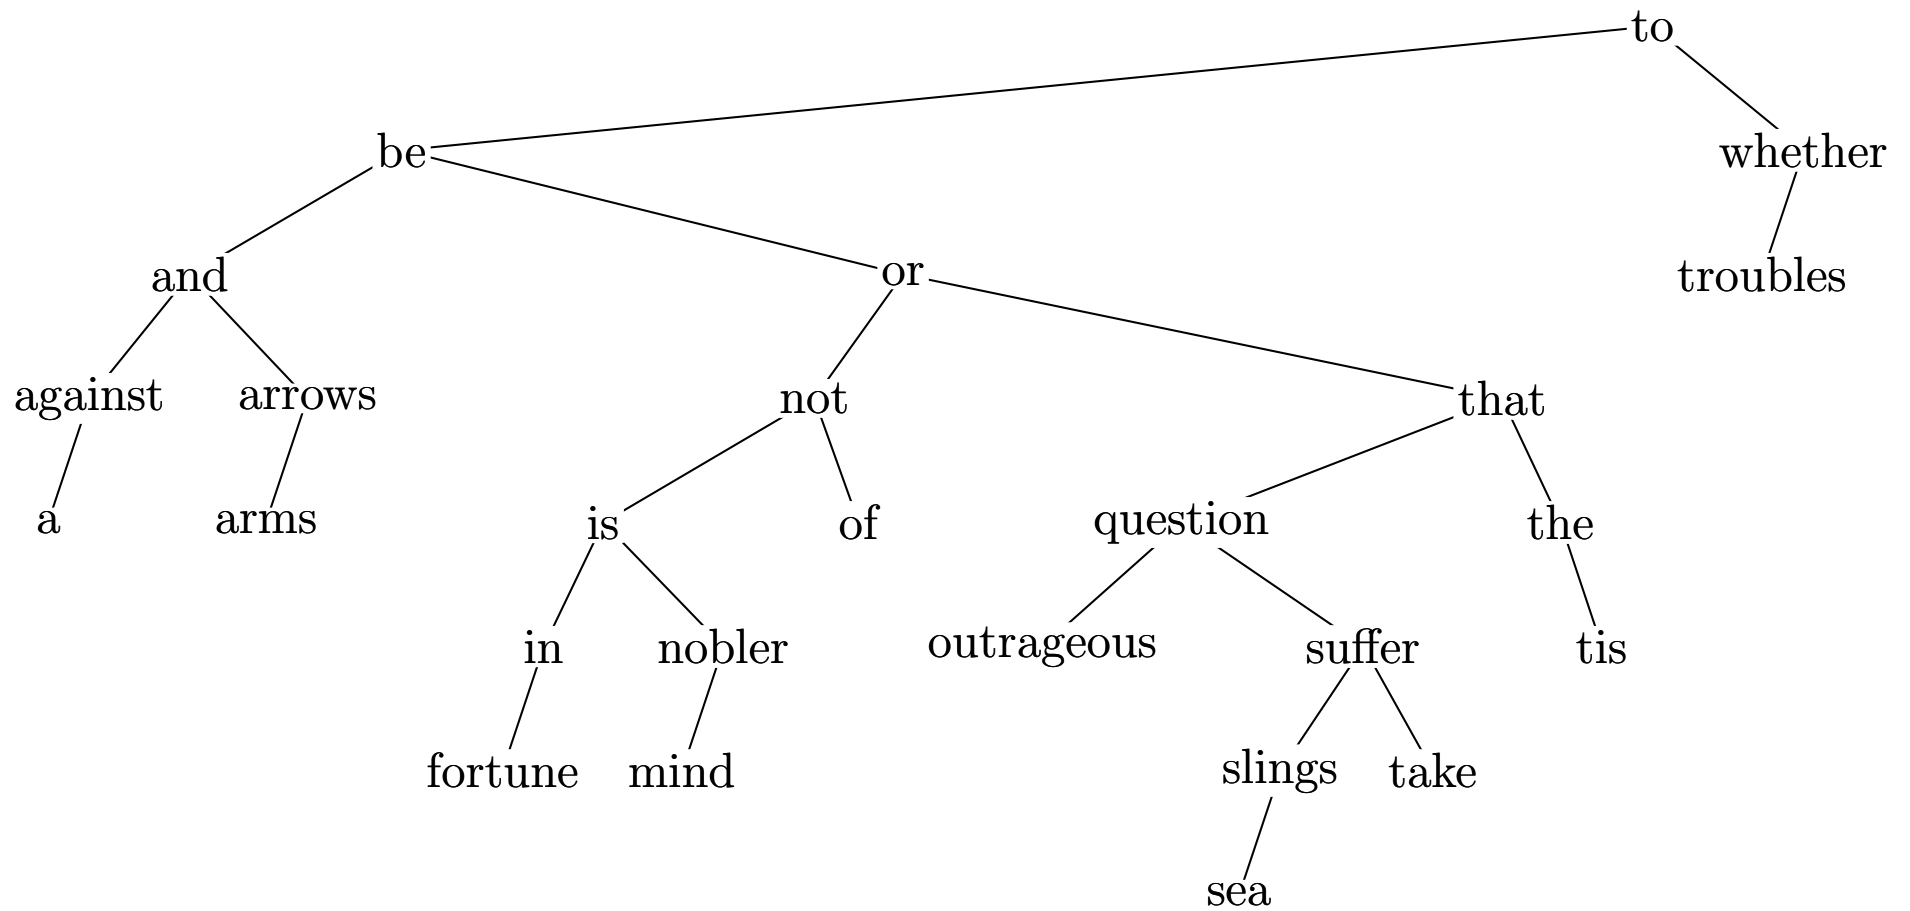 to
be whether
and or troubles
against arrows not that
a arms is of question the
in nobler outrageous suffer tis
fortune mind slings take
sea